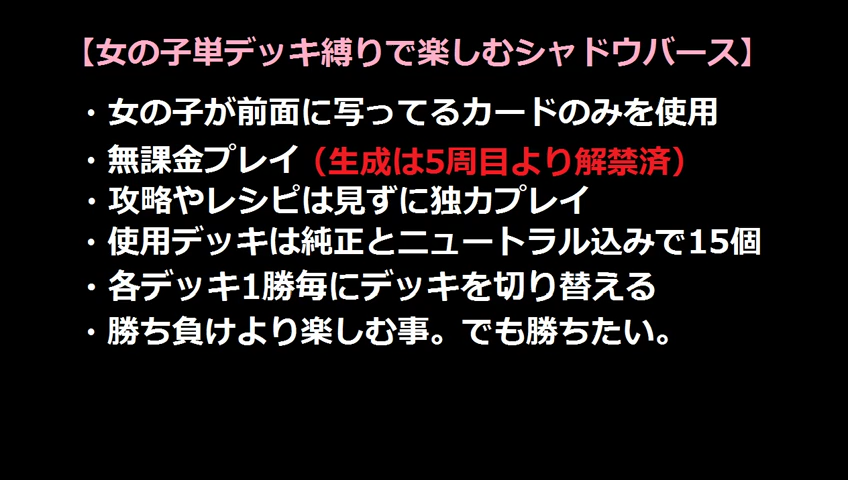 【女の子単デッキ縛りで楽しむシャドウバース】
・女の子が前面に写ってるカードのみを使用
・無課金プレイ（生成は5周目より解禁済）
・攻略やレシピは見ずに独力プレイ
・使用デッキは純正とニュートラル込みで15個
・各デッキ1勝毎にデッキを切り替える
・勝ち負けより楽しむ事。でも勝ちたい。